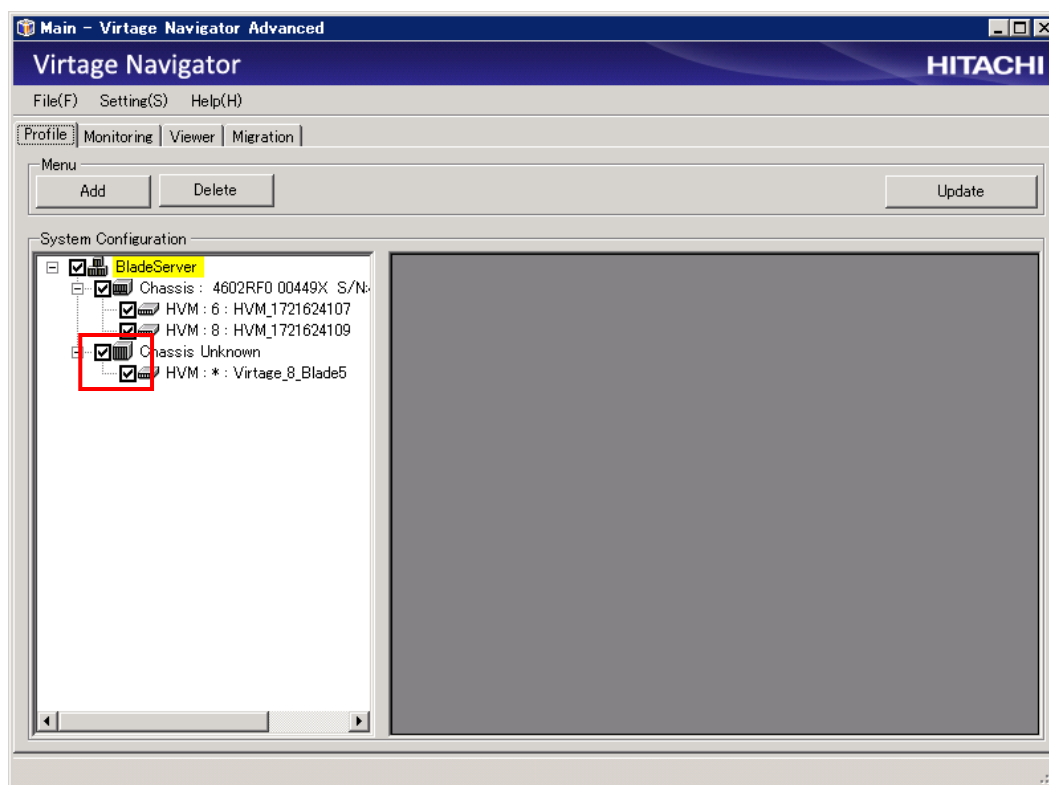 Main - Virtage Navigator Advanced
Virtage Navigator
HITACHI
File(F) Setting(S) Help(H)
Profile Monitoring Viewer Migration
Menu
Add Delete Update
System Configuration
BladeServer
Chassis : 4602RF0 00449X S/N:
HVM : 6 : HVM_1721624107
HVM : 8 : HVM_1721624109
Chassis Unknown
HVM : * : Virtage_8_Blade5